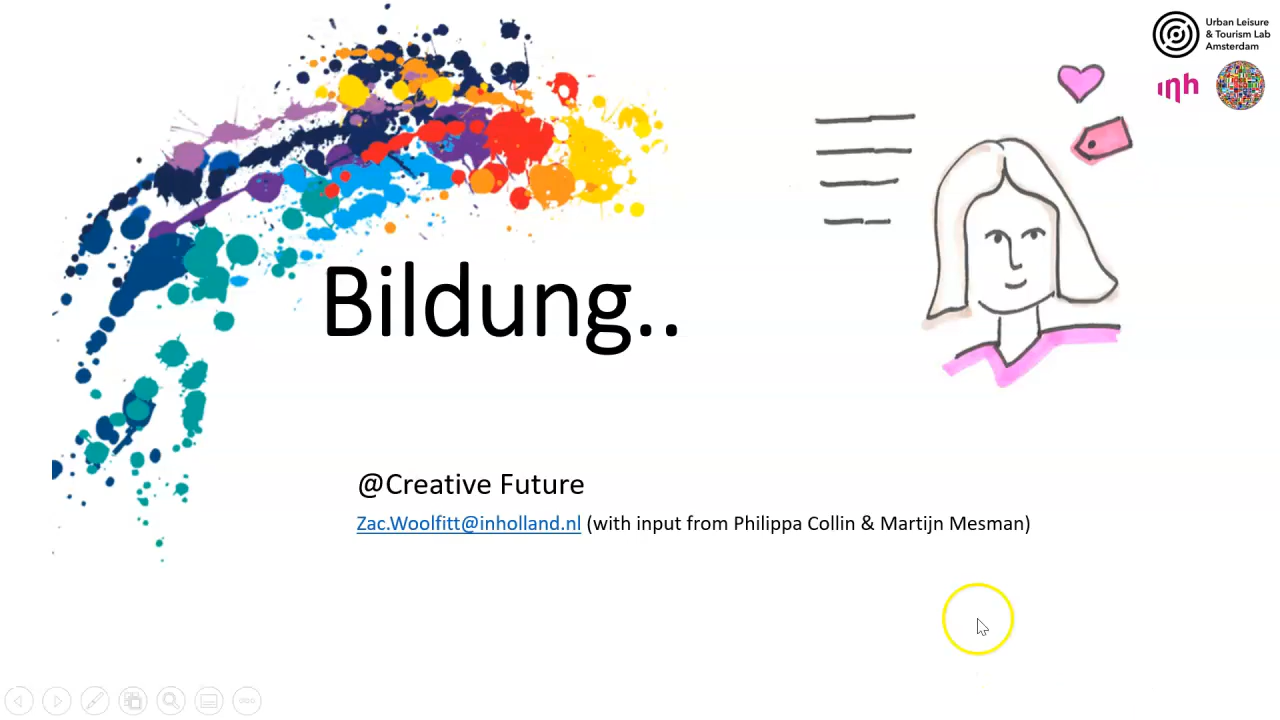 Urban Leisure
& Tourism Lab
Amsterdam
inh
Bildung..
@Creative Future
Zac.Woolfitt@inholland.nl (with input from Philippa Collin & Martijn Mesman)